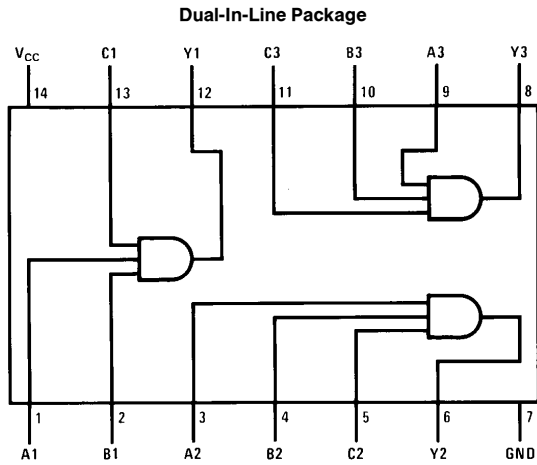 Dual-In-Line Package
VCC C1 Y1 C3 B3 A3 Y3
14 13 12 11 10 9 8
1 2 3 4 5 6 7
A1 B1 A2 B2 C2 Y2 GND